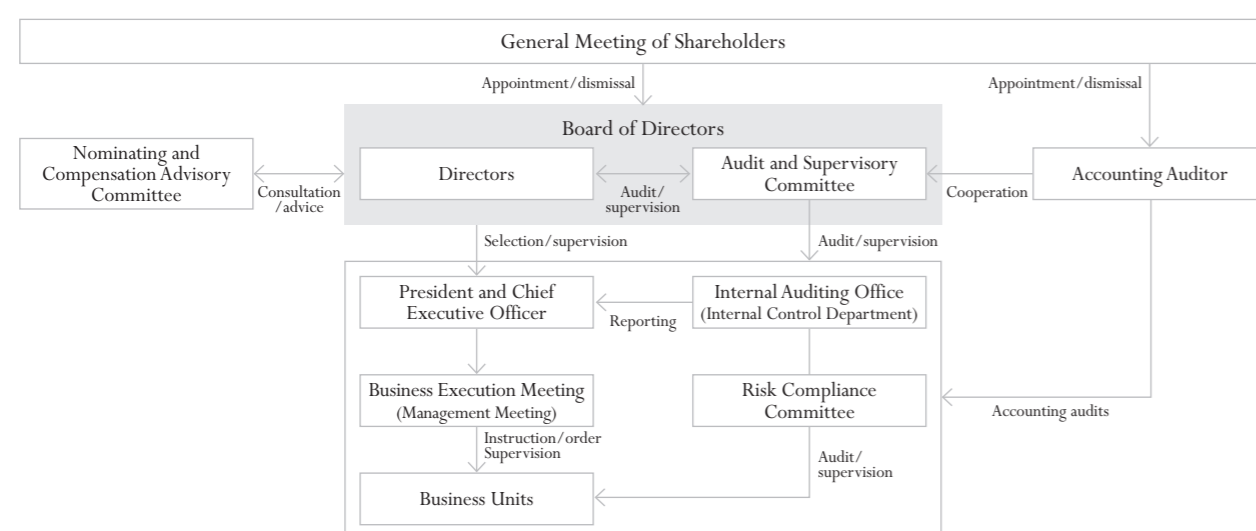 General Meeting of Shareholders
Appointment/dismissal
Appointment/dismissal
Board of Directors
Nominating and
Compensation Advisory
Committee
Consultation
/advice
Directors
Audit/
supervision
Audit and Supervisory
Committee
Cooperation
Accounting Auditor
Selection/supervision
Audit/supervision
President and Chief
Executive Officer
Reporting
Internal Auditing Office
(Internal Control Department)
Business Execution Meeting
(Management Meeting)
Risk Compliance
Committee
Accounting audits
Instruction/order
Supervision
Audit/
supervision
Business Units